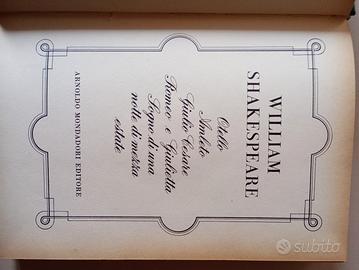 WILLIAM
SHAKESPEARE
Otello
Amleto
Giulio Cesare
Romeo e Giulietta
Sogno di una
notte di mezza
estate
ARNOLDO MONDADORI EDITORE
subito